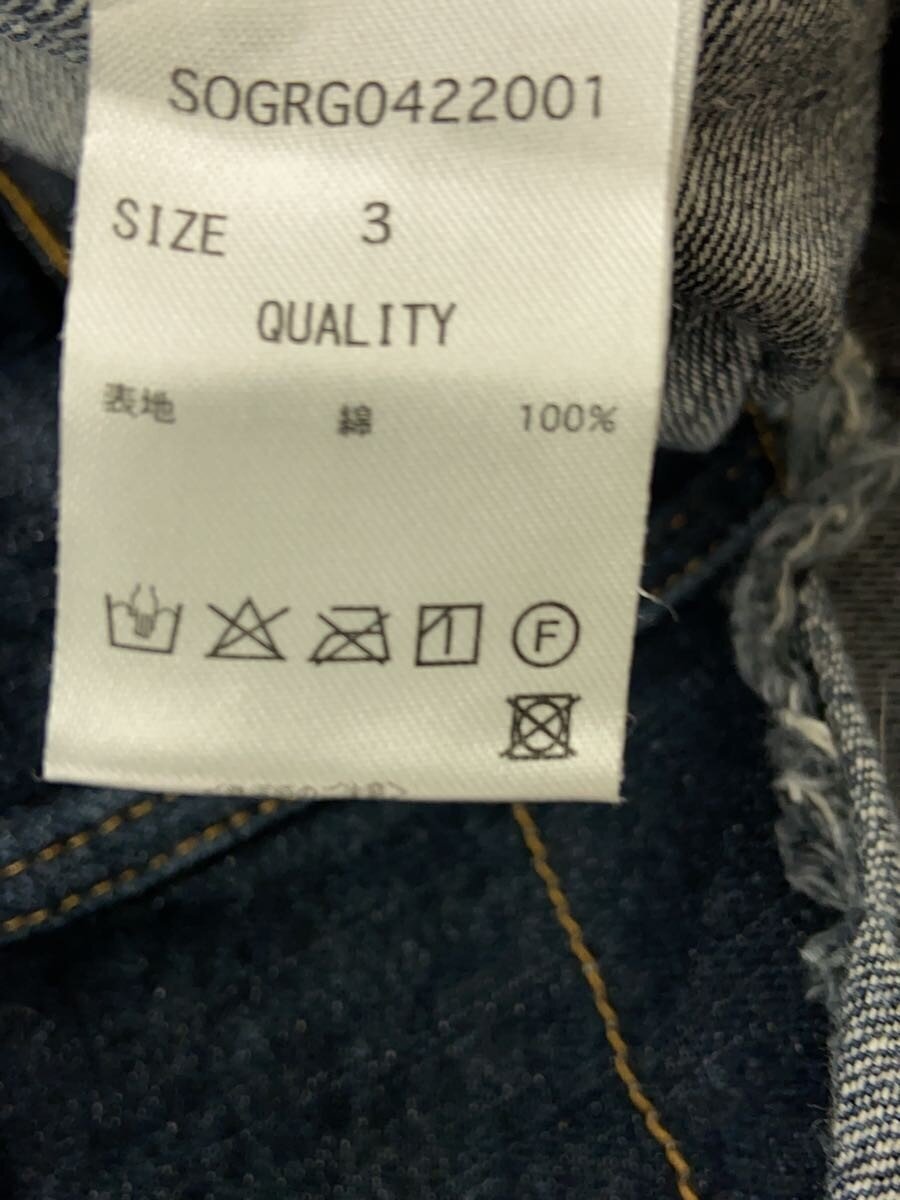 SOGRG0422001
SIZE 3
QUALITY
表地 綿 100%
F